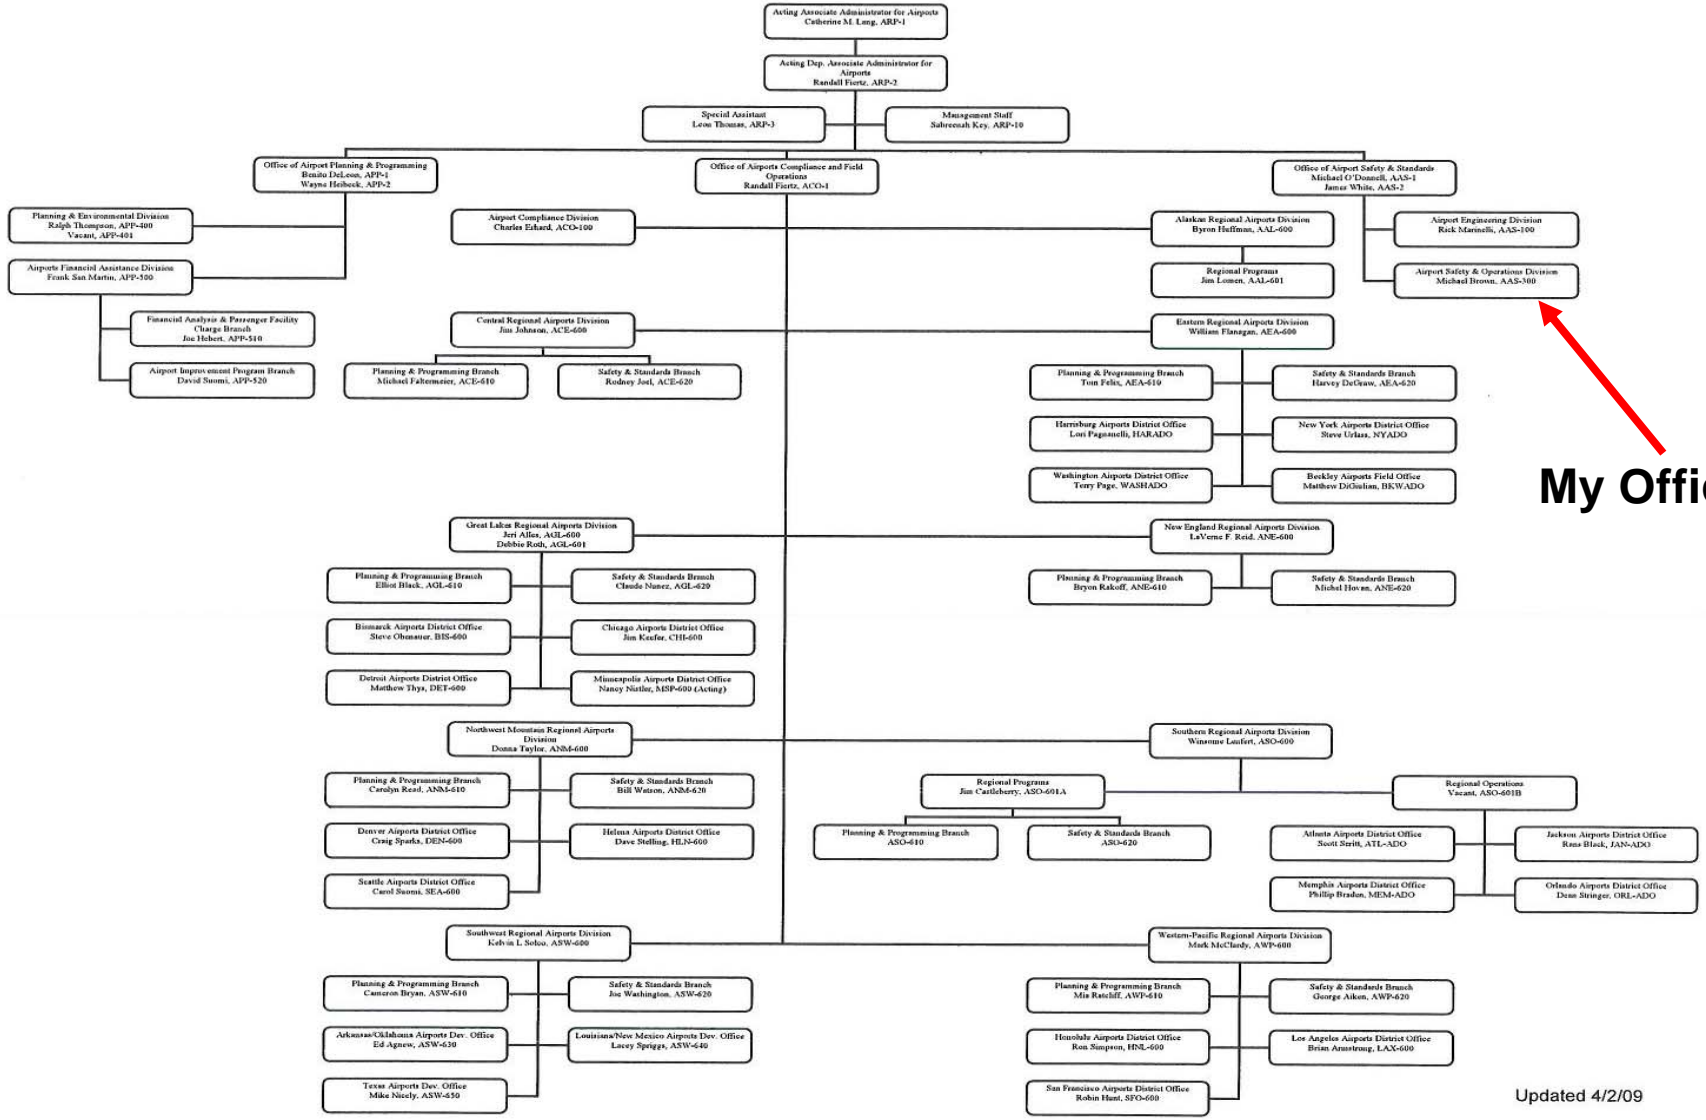 Acting Associate Administrator for Airports
Catherine M. Lang, ARP-1
Acting Dep. Associate Administrator for
Airports
Randall Fiertz, ARP-2
Special Assistant
Leon Thomas, ARP-3
Management Staff
Sabreenah Key, ARP-10
Office of Airport Planning & Programming
Benito DeLeon, APP-1
Wayne Heibeck, APP-2
Office of Airports Compliance and Field
Operations
Randall Fiertz, ACO-1
Office of Airport Safety & Standards
Michael O'Donnell, AAS-1
James White, AAS-2
Planning & Environmental Division
Ralph Thompson, APP-400
Vacant, APP-401
Airport Compliance Division
Charles Erhard, ACO-100
Alaskan Regional Airports Division
Byron Huffman, AAL-600
Airport Engineering Division
Rick Marinelli, AAS-100
Airports Financial Assistance Division
Frank San Martin, APP-500
Regional Programs
Jim Lomen, AAL-601
Airport Safety & Operations Division
Michael Brown, AAS-300
Financial Analysis & Passenger Facility
Charge Branch
Joe Hebert, APP-510
Central Regional Airports Division
Jim Johnson, ACE-600
Eastern Regional Airports Division
William Flanagan, AEA-600
Airport Improvement Program Branch
David Suomi, APP-520
Planning & Programming Branch
Michael Faltermeier, ACE-610
Safety & Standards Branch
Rodney Joel, ACE-620
Planning & Programming Branch
Tom Felix, AEA-610
Safety & Standards Branch
Harvey DeGraw, AEA-620
Harrisburg Airports District Office
Lori Pagnanelli, HARADO
New York Airports District Office
Steve Urlass, NYADO
Washington Airports District Office
Terry Page, WASHADO
Beckley Airports Field Office
Matthew DiGiulian, BKWADO
My Offi
Great Lakes Regional Airports Division
Jeri Alles, AGL-600
Debbie Roth, AGL-601
New England Regional Airports Division
LaVerne F. Reid, ANE-600
Planning & Programming Branch
Elliot Black, AGL-610
Safety & Standards Branch
Claude Nunez, AGL-620
Planning & Programming Branch
Bryon Rakoff, ANE-610
Safety & Standards Branch
Michel Hovan, ANE-620
Bismarck Airports District Office
Steve Obenauer, BIS-600
Chicago Airports District Office
Jim Keefer, CHI-600
Detroit Airports District Office
Matthew Thys, DET-600
Minneapolis Airports District Office
Nancy Nistler, MSP-600 (Acting)
Northwest Mountain Regional Airports
Division
Donna Taylor, ANM-600
Southern Regional Airports Division
Winsome Lenfert, ASO-600
Planning & Programming Branch
Carolyn Read, ANM-610
Safety & Standards Branch
Bill Watson, ANM-620
Regional Programs
Jim Castleberry, ASO-601A
Regional Operations
Vacant, ASO-601B
Denver Airports District Office
Craig Sparks, DEN-600
Helena Airports District Office
Dave Stelling, HLN-600
Planning & Programming Branch
ASO-610
Safety & Standards Branch
ASO-620
Atlanta Airports District Office
Scott Seritt, ATL-ADO
Jackson Airports District Office
Rans Black, JAN-ADO
Seattle Airports District Office
Carol Suomi, SEA-600
Memphis Airports District Office
Phillip Braden, MEM-ADO
Orlando Airports District Office
Dean Stringer, ORL-ADO
Southwest Regional Airports Division
Kelvin L Solco, ASW-600
Western-Pacific Regional Airports Division
Mark McClardy, AWP-600
Planning & Programming Branch
Cameron Bryan, ASW-610
Safety & Standards Branch
Joe Washington, ASW-620
Planning & Programming Branch
Mia Ratcliff, AWP-610
Safety & Standards Branch
George Aiken, AWP-620
Arkansas/Oklahoma Airports Dev. Office
Ed Agnew, ASW-630
Louisiana/New Mexico Airports Dev. Office
Lacey Spriggs, ASW-640
Honolulu Airports District Office
Ron Simpson, HNL-600
Los Angeles Airports District Office
Brian Armstrong, LAX-600
Texas Airports Dev. Office
Mike Nicely, ASW-650
San Francisco Airports District Office
Robin Hunt, SFO-600
Updated 4/2/09